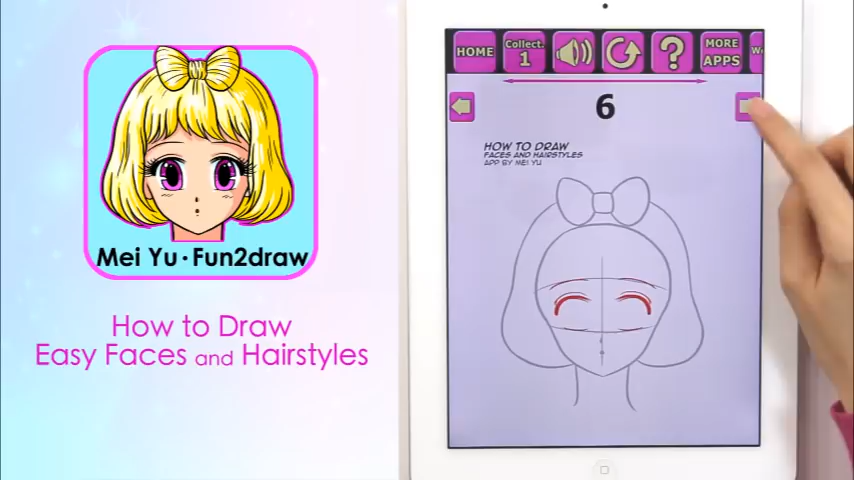 Mei Yu·Fun2draw
How to Draw
Easy Faces and Hairstyles
HOME
Collect.
1
?
MORE
APPS
6
HOW TO DRAW
FACES AND HAIRSTYLES
APP BY MEI YU